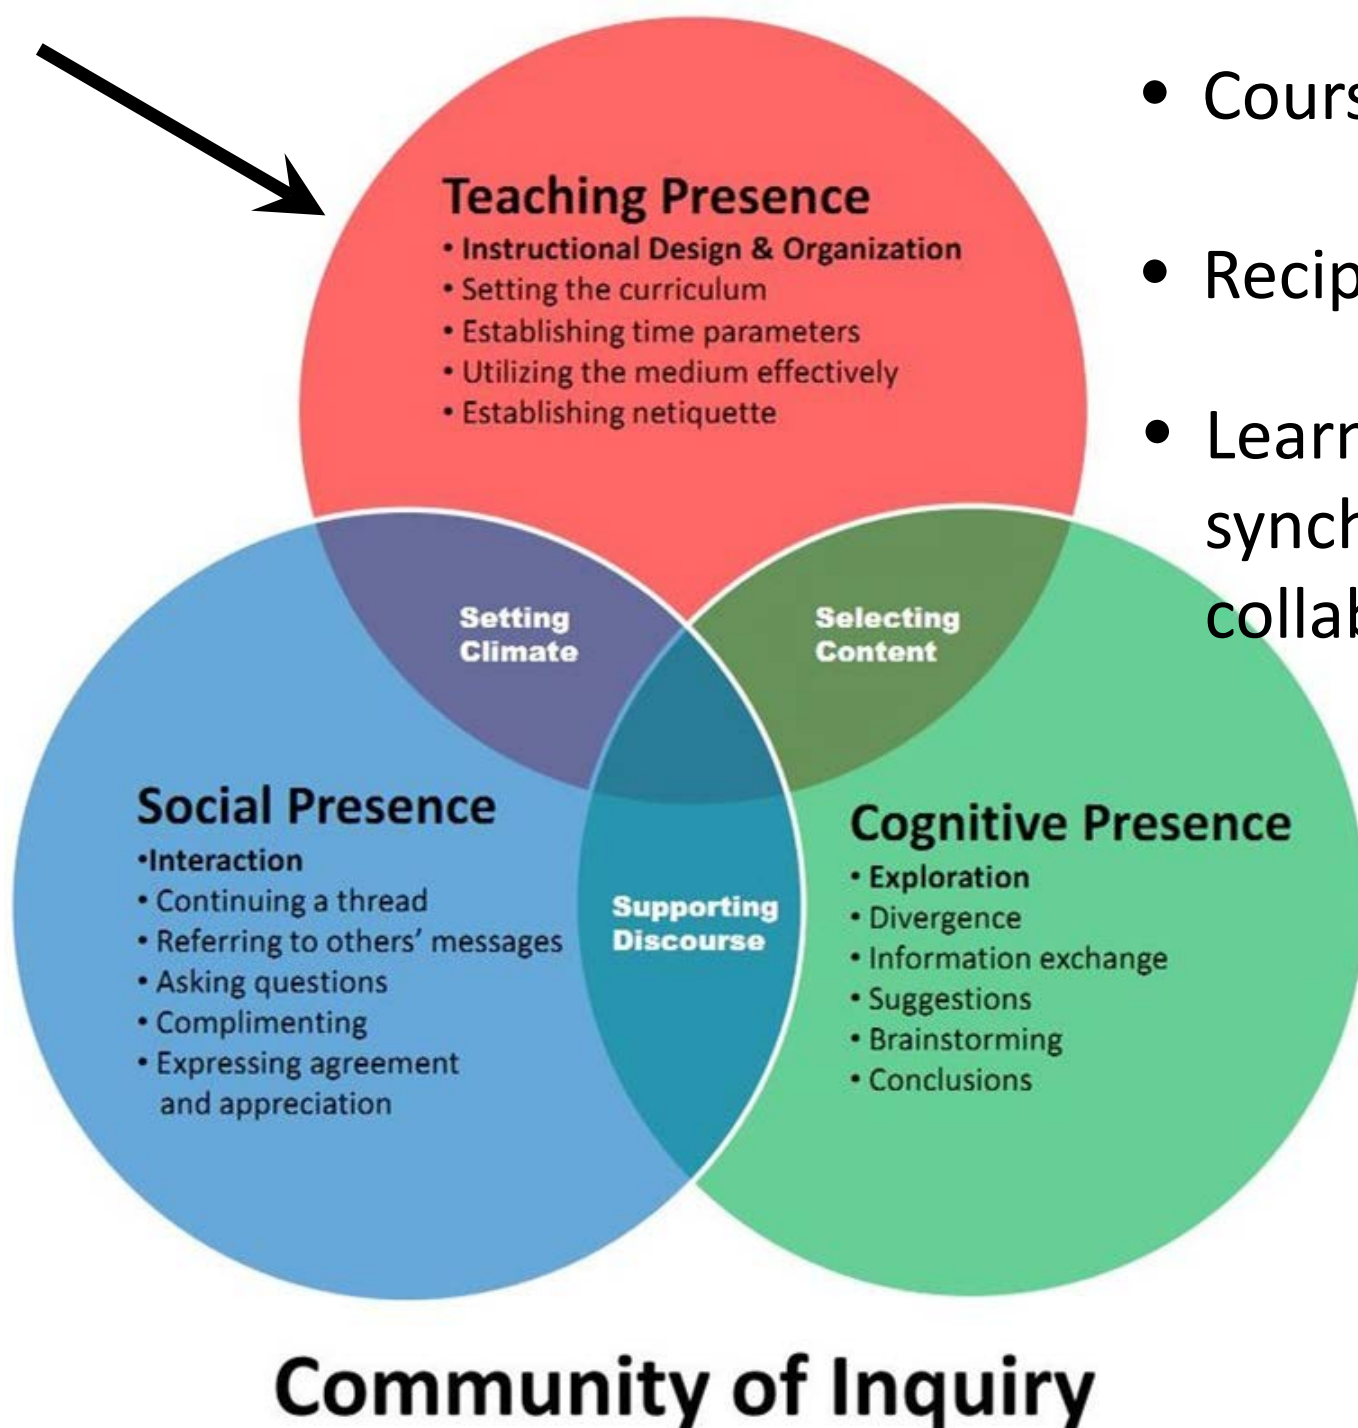 Teaching Presence
• Instructional Design & Organization
• Setting the curriculum
• Establishing time parameters
• Utilizing the medium effectively
• Establishing netiquette
Setting
Climate
Selecting
Content
Social Presence
•Interaction
• Continuing a thread
• Referring to others’ messages
• Asking questions
• Complimenting
• Expressing agreement
and appreciation
Supporting
Discourse
Cognitive Presence
• Exploration
• Divergence
• Information exchange
• Suggestions
• Brainstorming
• Conclusions
Community of Inquiry